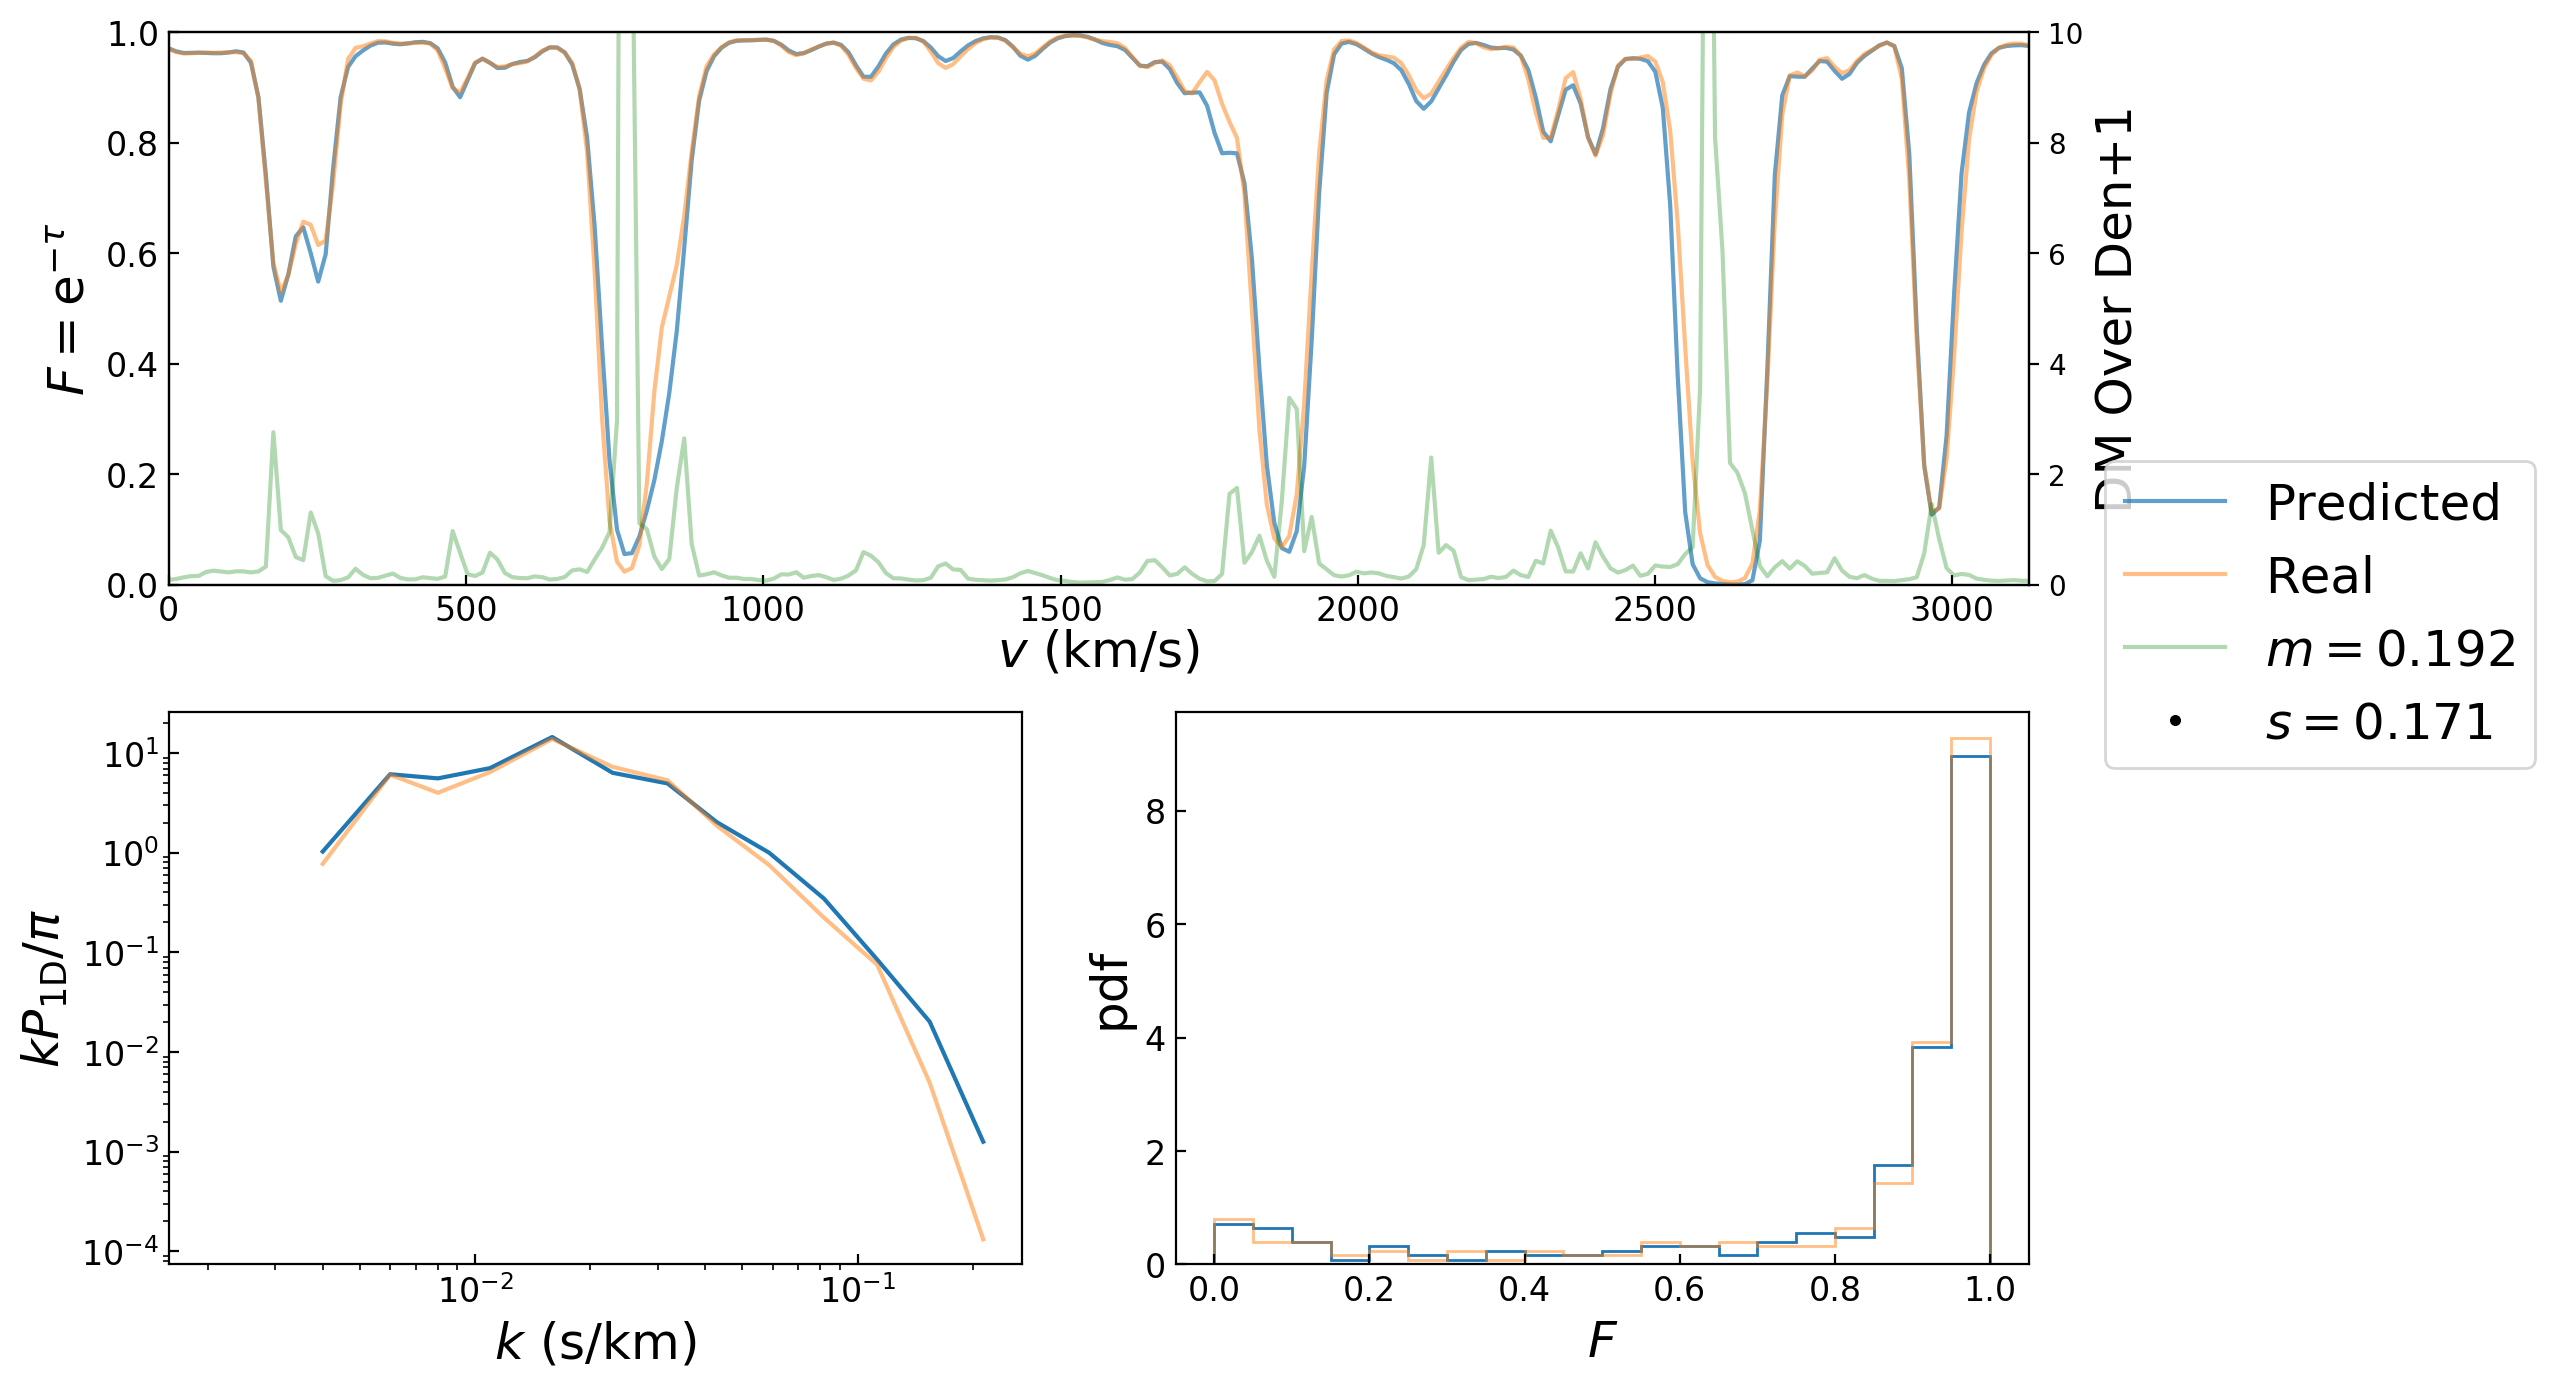 1.0
0.8
0.6
0.4
0.2
0.0
F = e^{-τ}
0 500 1000 1500 2000 2500 3000
v (km/s)
10
8
6
4
2
0
DM Over Den+1
Predicted
Real
m = 0.192
s = 0.171
10^1
10^0
10^{-1}
10^{-2}
10^{-3}
10^{-4}
kP_{1D}/π
10^{-2} 10^{-1}
k (s/km)
8
6
4
2
0
pdf
0.0 0.2 0.4 0.6 0.8 1.0
F